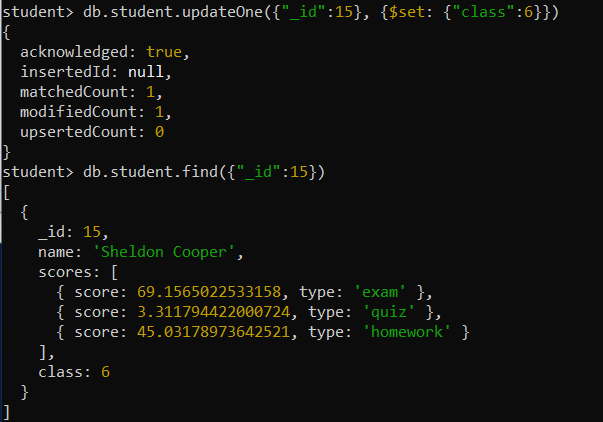 student> db.student.updateOne({"_id":15}, {$set: {"class":6}})
{
  acknowledged: true,
  insertedId: null,
  matchedCount: 1,
  modifiedCount: 1,
  upsertedCount: 0
}
student> db.student.find({"_id":15})
[
  {
    _id: 15,
    name: 'Sheldon Cooper',
    scores: [
      { score: 69.1565022533158, type: 'exam' },
      { score: 3.311794422000724, type: 'quiz' },
      { score: 45.03178973642521, type: 'homework' }
    ],
    class: 6
  }
]